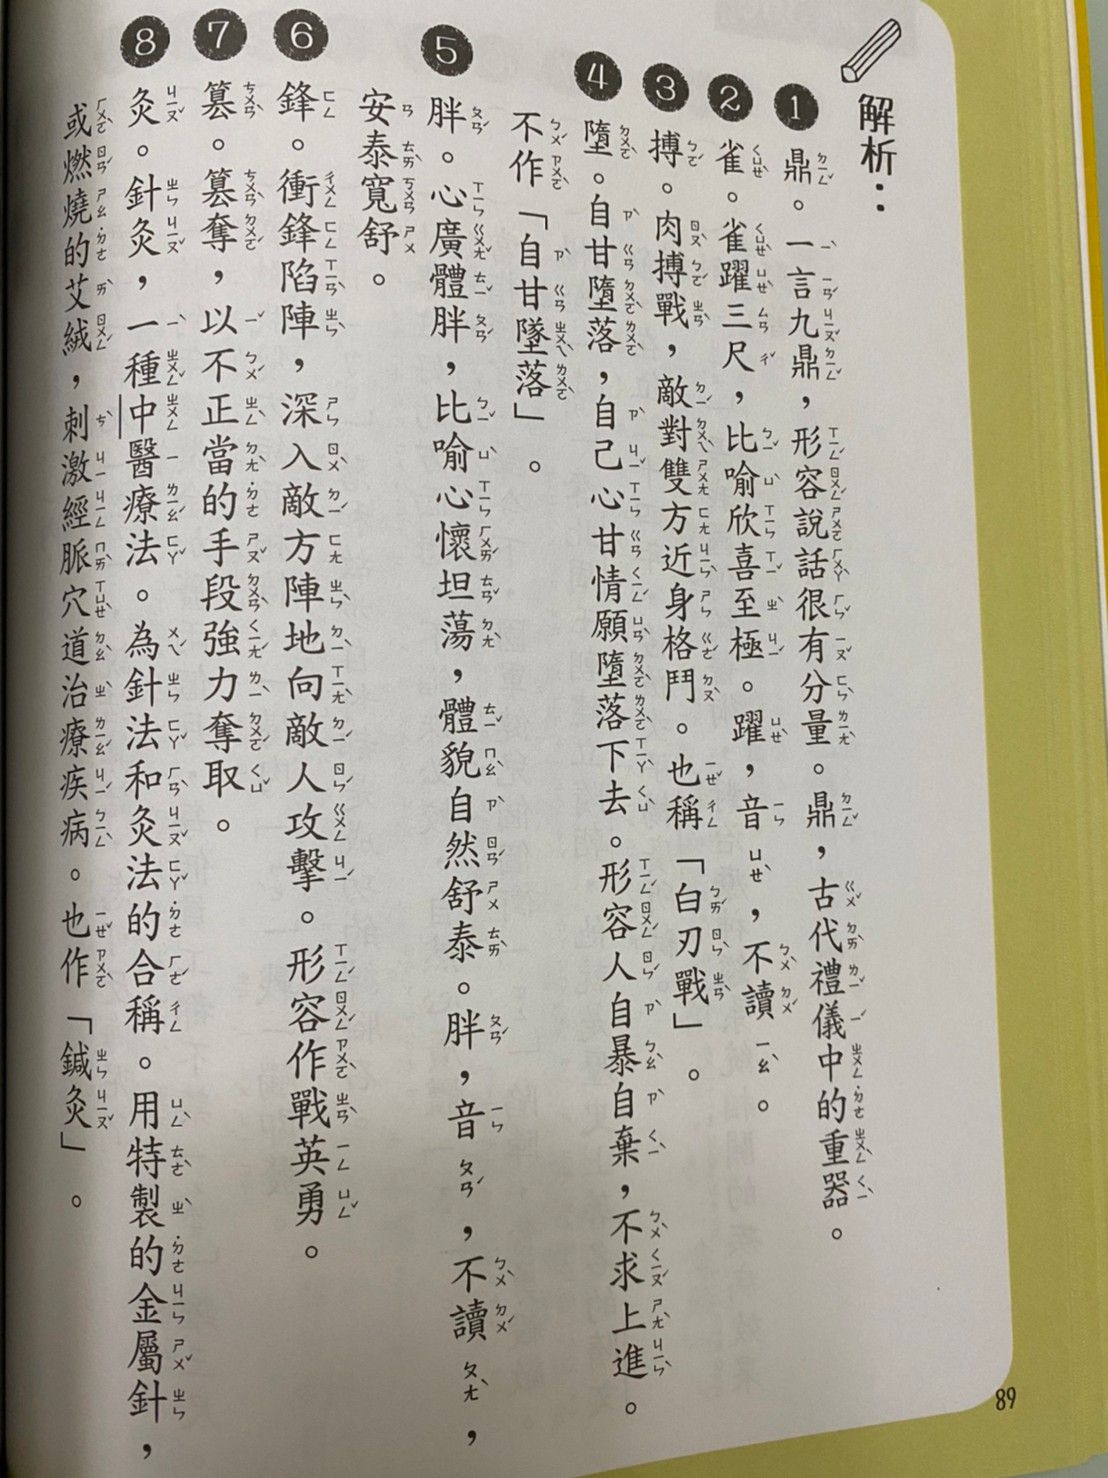 解析：
1 鼎。一言九鼎，形容說話很有分量。鼎，古代禮儀中的重器。
2 雀。雀躍三尺，比喻欣喜至極。躍，音ㄩㄝˋ，不讀ㄧㄠˋ。
3 搏。肉搏戰，敵對雙方近身格鬥。也稱「白刃戰」。
4 墮。自甘墮落，自己心甘情願墮落下去。形容人自暴自棄，不求上進。
不作「自甘墜落」。
5 胖。心廣體胖，比喻心懷坦蕩，體貌自然舒泰。胖，音ㄆㄢˊ，不讀ㄆㄤˋ，
安泰寬舒。
6 鋒。衝鋒陷陣，深入敵方陣地向敵人攻擊。形容作戰英勇。
7 篡。篡奪，以不正當的手段強力奪取。
8 灸。針灸，一種中醫療法。為針法和灸法的合稱。用特製的金屬針，
或燃燒的艾絨，刺激經脈穴道治療疾病。也作「鍼灸」。
89